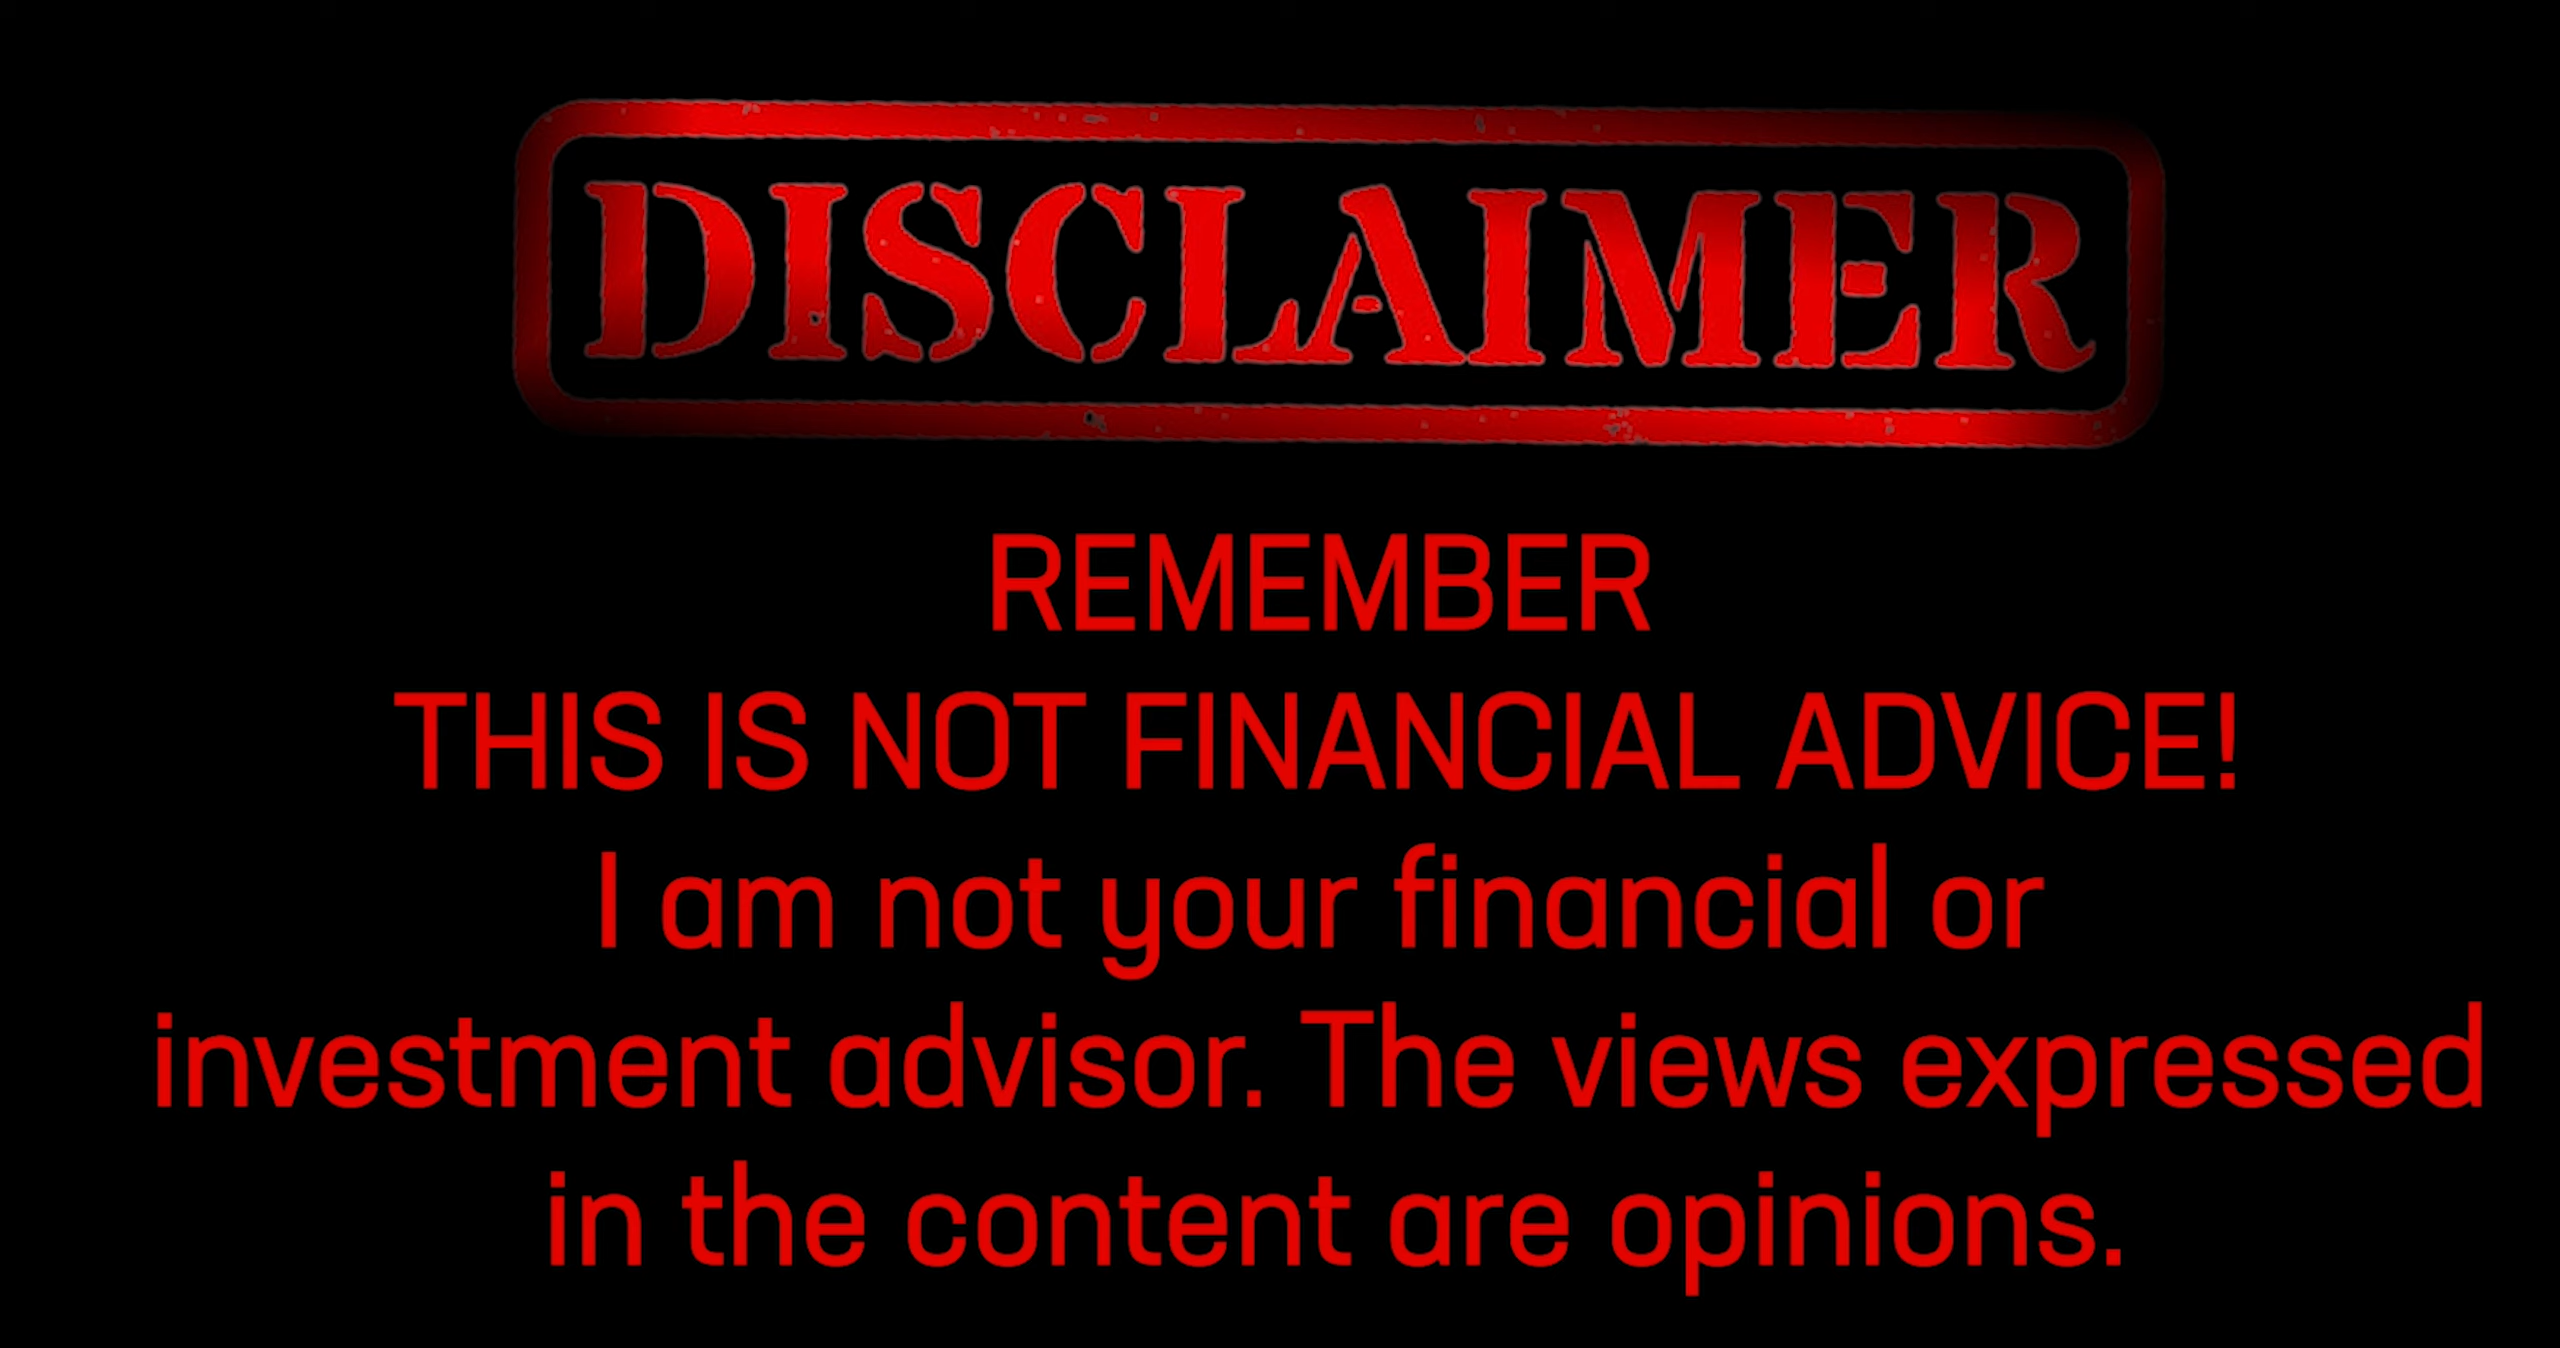 DISCLAIMER
REMEMBER
THIS IS NOT FINANCIAL ADVICE!
I am not your financial or
investment advisor. The views expressed
in the content are opinions.